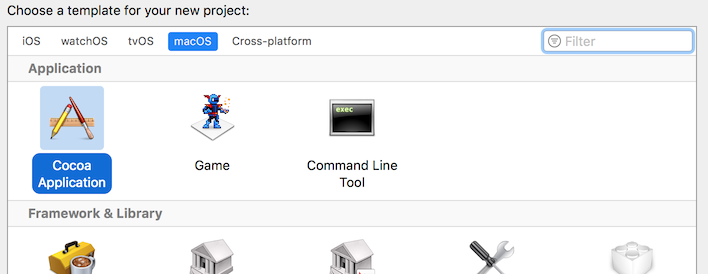 Choose a template for your new project:
iOS watchOS tvOS macOS Cross-platform Filter
Application
exec
Cocoa Application Game Command Line Tool
Framework & Library